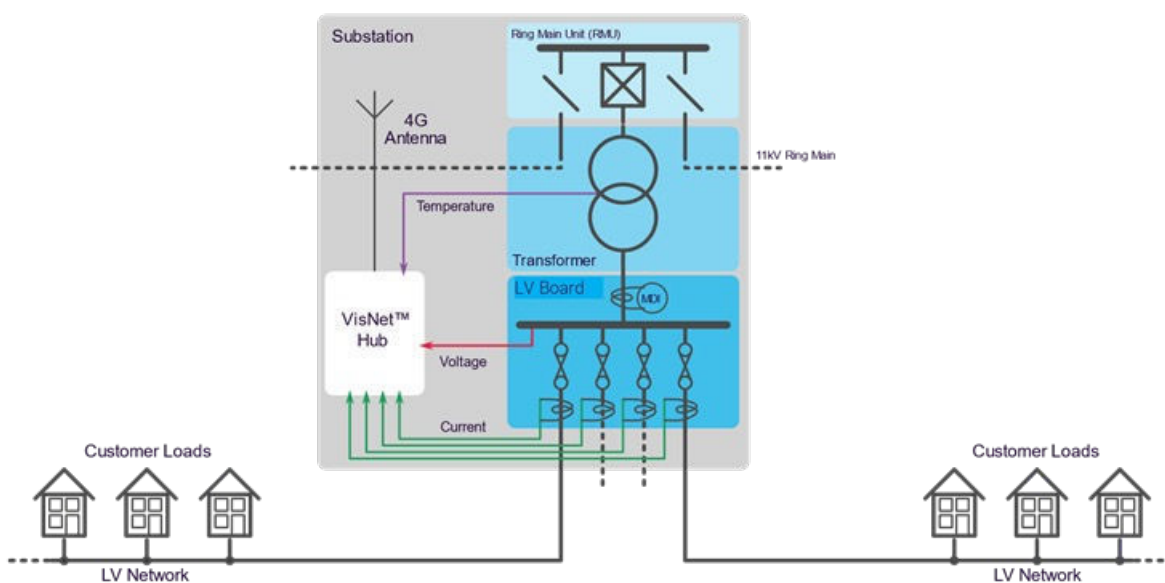 Substation
Ring Main Unit (RMU)
4G
Antenna
11kV Ring Main
Temperature
Transformer
LV Board
MDI
VisNet™
Hub
Voltage
Current
Customer Loads
Customer Loads
LV Network
LV Network